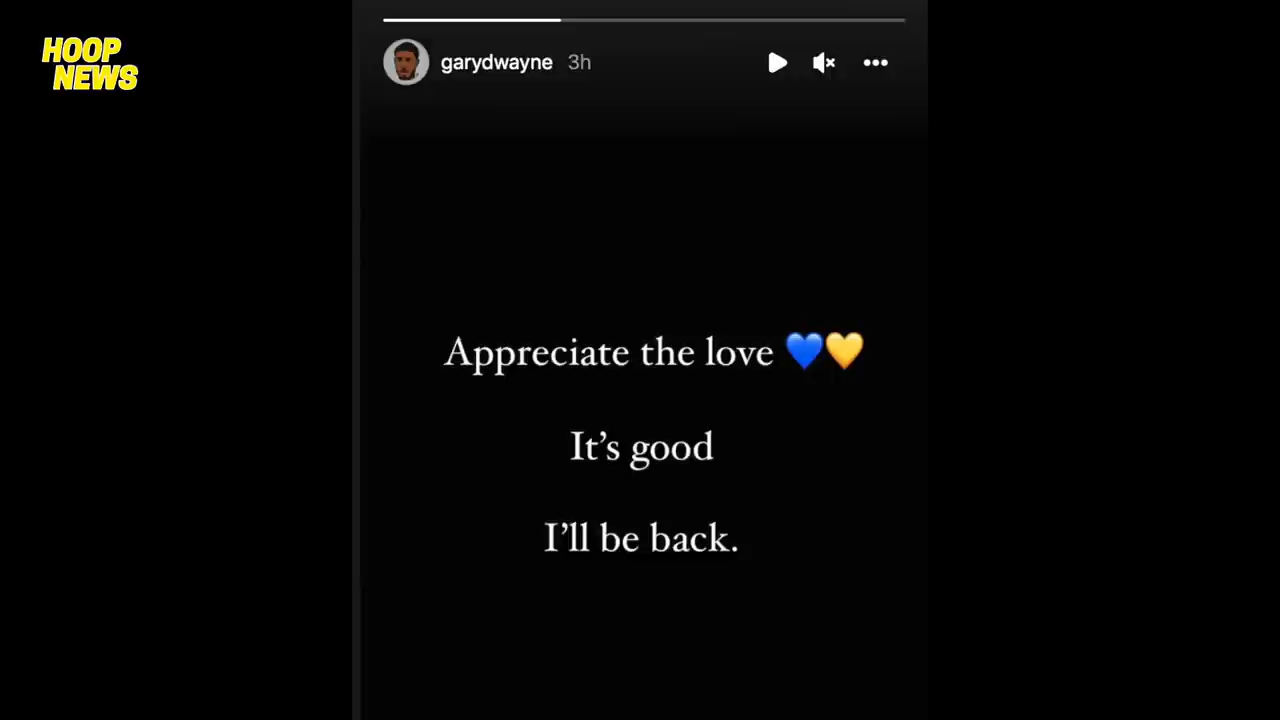 HOOP
NEWS
garydwayne 3h
Appreciate the love 💙💛
It’s good
I’ll be back.